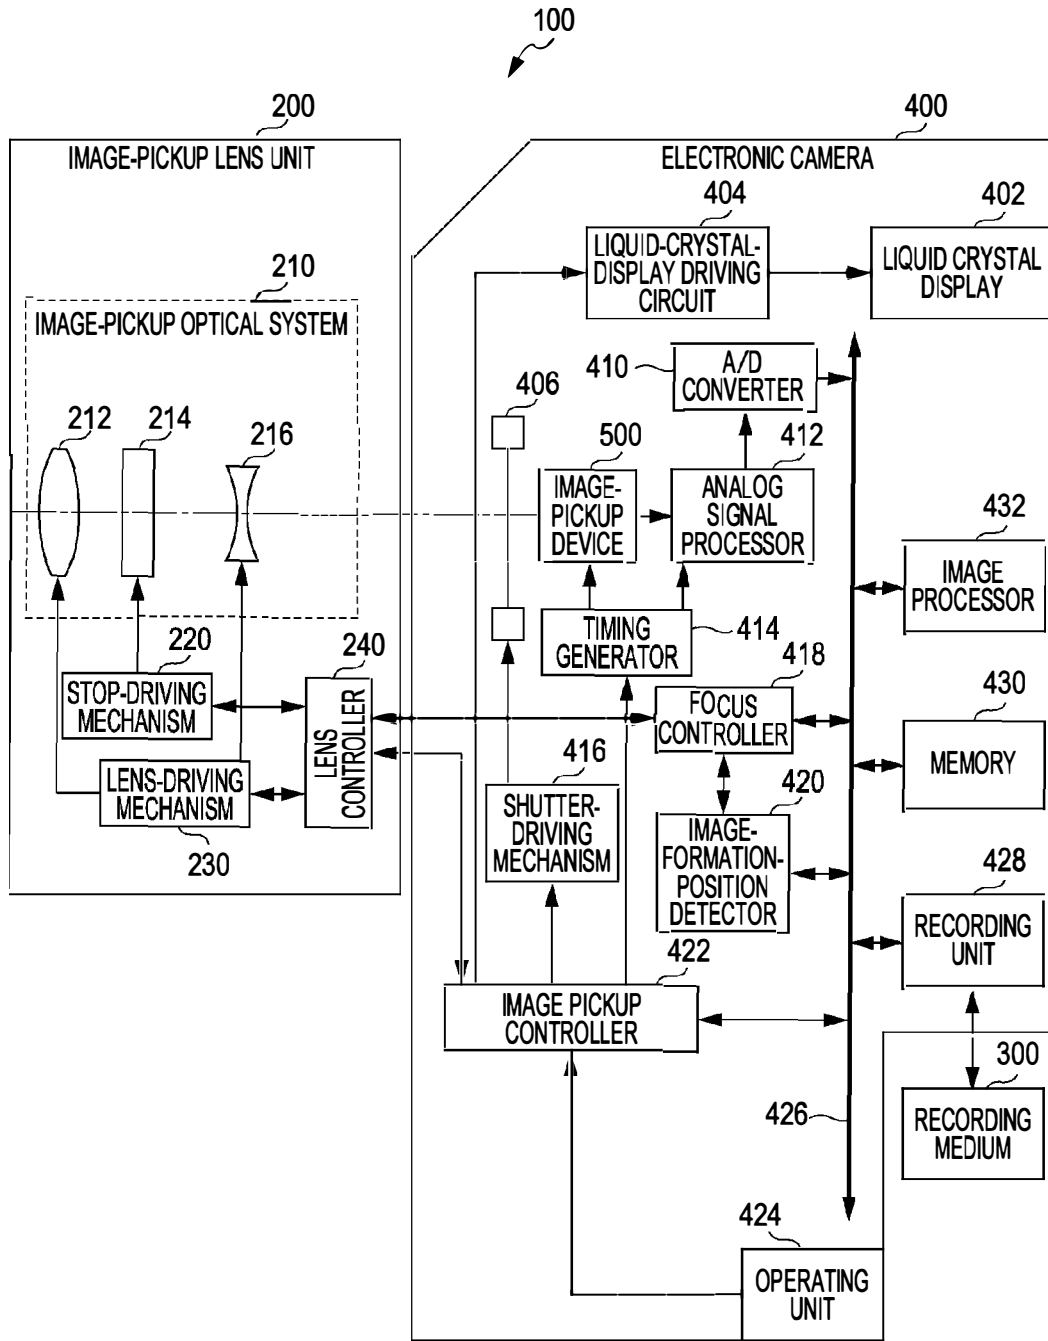 100
200
IMAGE-PICKUP LENS UNIT
400
ELECTRONIC CAMERA
404
LIQUID-CRYSTAL-
DISPLAY DRIVING
CIRCUIT
402
LIQUID CRYSTAL
DISPLAY
210
IMAGE-PICKUP OPTICAL SYSTEM
410
A/D
CONVERTER
406
212
214
216
500
IMAGE-
PICKUP
DEVICE
412
ANALOG
SIGNAL
PROCESSOR
432
IMAGE
PROCESSOR
TIMING
GENERATOR
414
220
STOP-DRIVING
MECHANISM
240
LENS
CONTROLLER
418
FOCUS
CONTROLLER
430
MEMORY
LENS-DRIVING
MECHANISM
230
416
SHUTTER-
DRIVING
MECHANISM
420
IMAGE-
FORMATION-
POSITION
DETECTOR
428
RECORDING
UNIT
422
IMAGE PICKUP
CONTROLLER
300
RECORDING
MEDIUM
426
424
OPERATING
UNIT